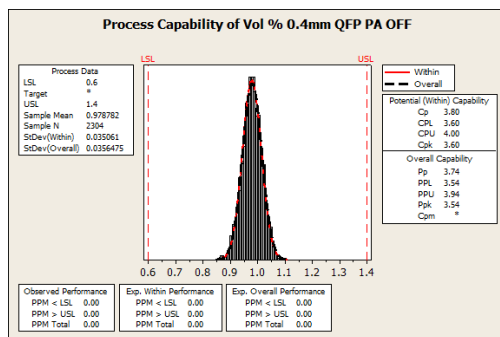 Process Capability of Vol % 0.4mm QFP PA OFF
LSL
USL
Process Data
LSL 0.6
Target *
USL 1.4
Sample Mean 0.978782
Sample N 2304
StDev(Within) 0.035061
StDev(Overall) 0.0356475
Within
Overall
Potential (Within) Capability
Cp 3.80
CPL 3.60
CPU 4.00
Cpk 3.60
Overall Capability
Pp 3.74
PPL 3.54
PPU 3.94
Ppk 3.54
Cpm *
0.6 0.7 0.8 0.9 1.0 1.1 1.2 1.3 1.4
Observed Performance
PPM < LSL 0.00
PPM > USL 0.00
PPM Total 0.00
Exp. Within Performance
PPM < LSL 0.00
PPM > USL 0.00
PPM Total 0.00
Exp. Overall Performance
PPM < LSL 0.00
PPM > USL 0.00
PPM Total 0.00